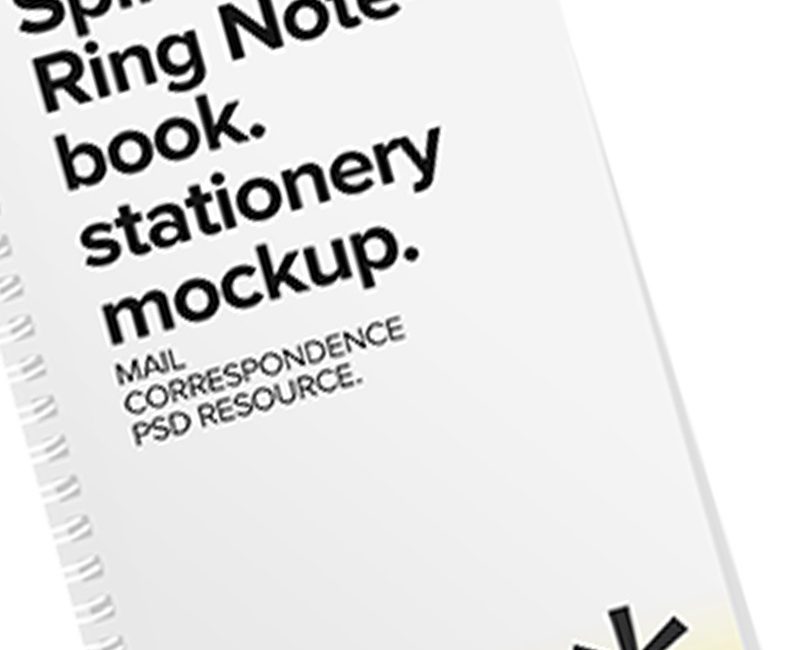 Ring Note
book.
stationery
mockup.
MAIL
CORRESPONDENCE
PSD RESOURCE.